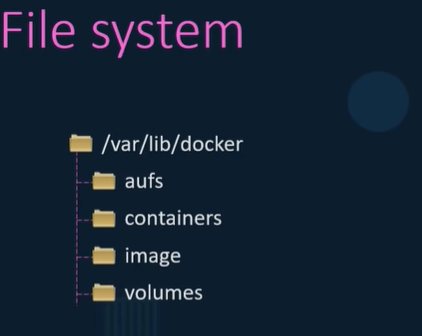 File system
/var/lib/docker
aufs
containers
image
volumes